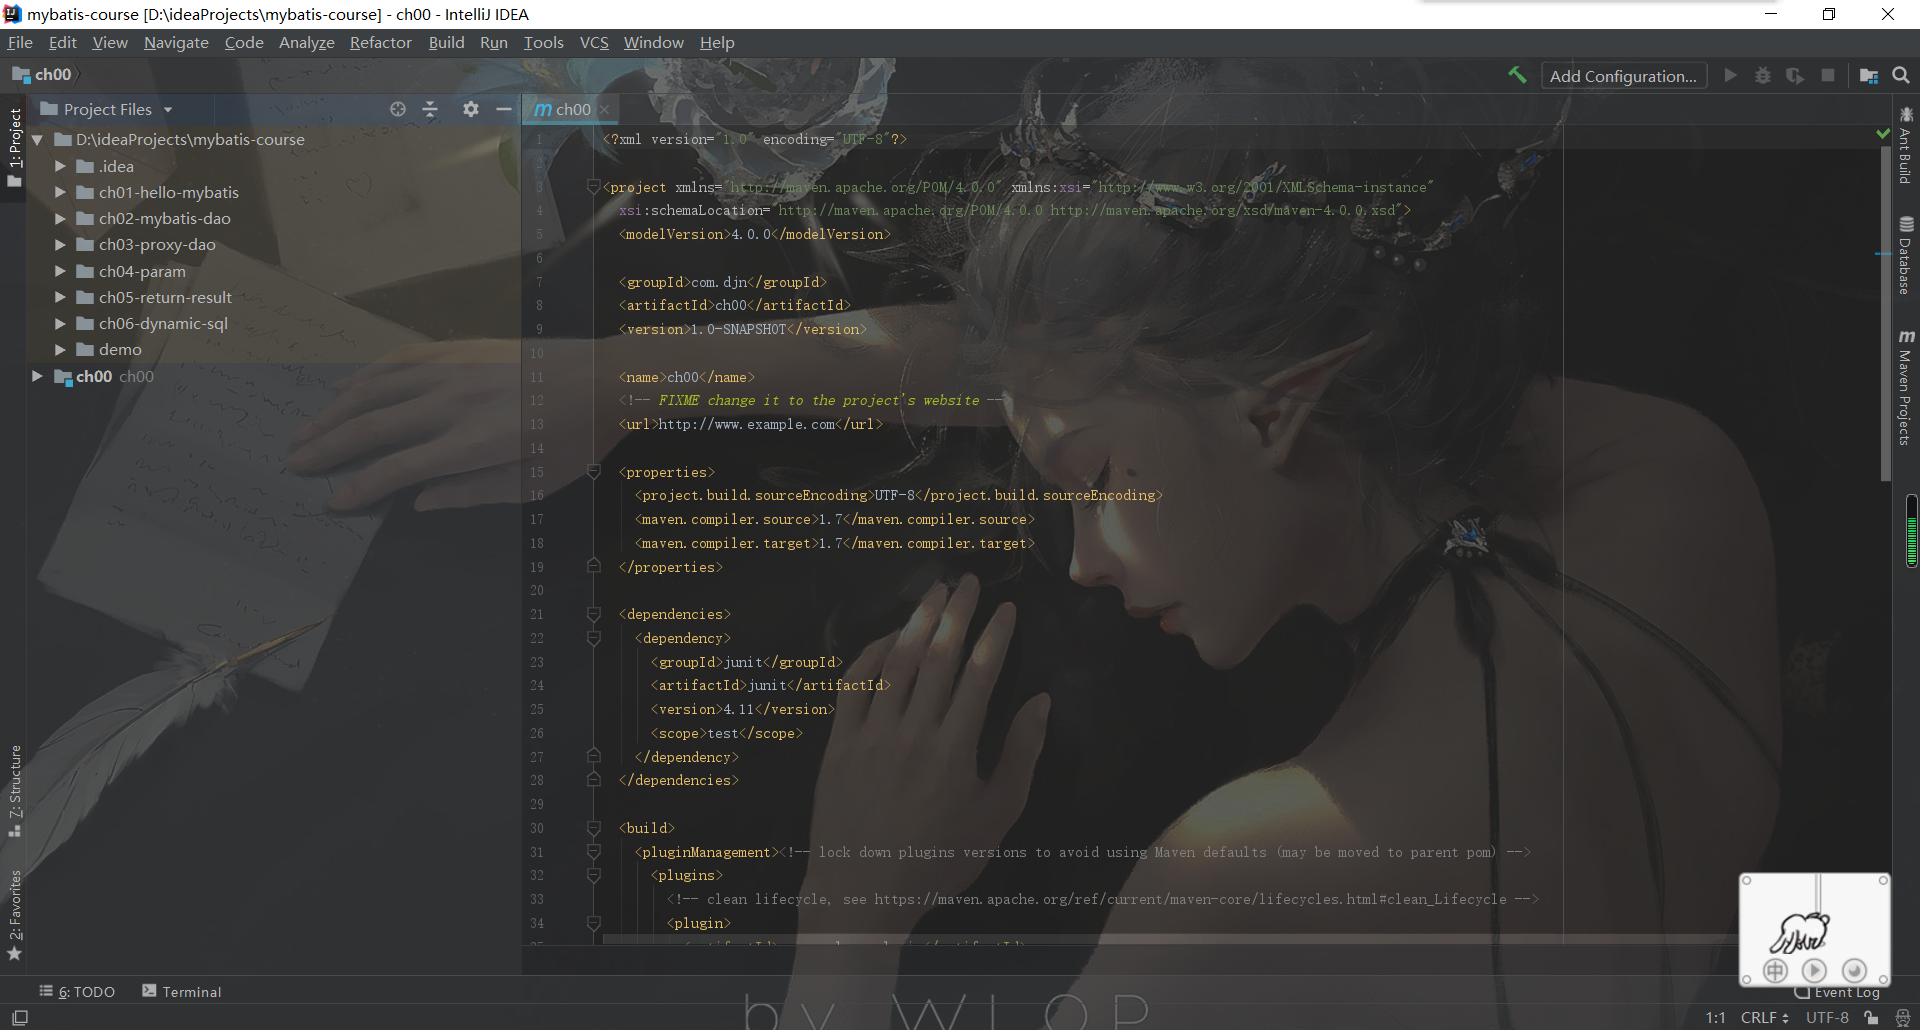 mybatis-course [D:\ideaProjects\mybatis-course] - ch00 - IntelliJ IDEA
File Edit View Navigate Code Analyze Refactor Build Run Tools VCS Window Help
ch00
Add Configuration...
1: Project
Project Files
D:\ideaProjects\mybatis-course
.idea
ch01-hello-mybatis
ch02-mybatis-dao
ch03-proxy-dao
ch04-param
ch05-return-result
ch06-dynamic-sql
demo
ch00 ch00
7: Structure
2: Favorites
m ch00
1 <?xml version="1.0" encoding="UTF-8"?>
2
3 <project xmlns="http://maven.apache.org/POM/4.0.0" xmlns:xsi="http://www.w3.org/2001/XMLSchema-instance"
4 xsi:schemaLocation="http://maven.apache.org/POM/4.0.0 http://maven.apache.org/xsd/maven-4.0.0.xsd">
5 <modelVersion>4.0.0</modelVersion>
6
7 <groupId>com.djn</groupId>
8 <artifactId>ch00</artifactId>
9 <version>1.0-SNAPSHOT</version>
10
11 <name>ch00</name>
12 <!-- FIXME change it to the project's website --
13 <url>http://www.example.com</url>
14
15 <properties>
16 <project.build.sourceEncoding>UTF-8</project.build.sourceEncoding>
17 <maven.compiler.source>1.7</maven.compiler.source>
18 <maven.compiler.target>1.7</maven.compiler.target>
19 </properties>
20
21 <dependencies>
22 <dependency>
23 <groupId>junit</groupId>
24 <artifactId>junit</artifactId>
25 <version>4.11</version>
26 <scope>test</scope>
27 </dependency>
28 </dependencies>
29
30 <build>
31 <pluginManagement><!-- lock down plugins versions to avoid using Maven defaults (may be moved to parent pom) -->
32 <plugins>
33 <!-- clean lifecycle, see https://maven.apache.org/ref/current/maven-core/lifecycles.html#clean_Lifecycle -->
34 <plugin>
Ant Build
Database
m Maven Projects
中
6: TODO
Terminal
Event Log
by WLOP
1:1 CRLF UTF-8